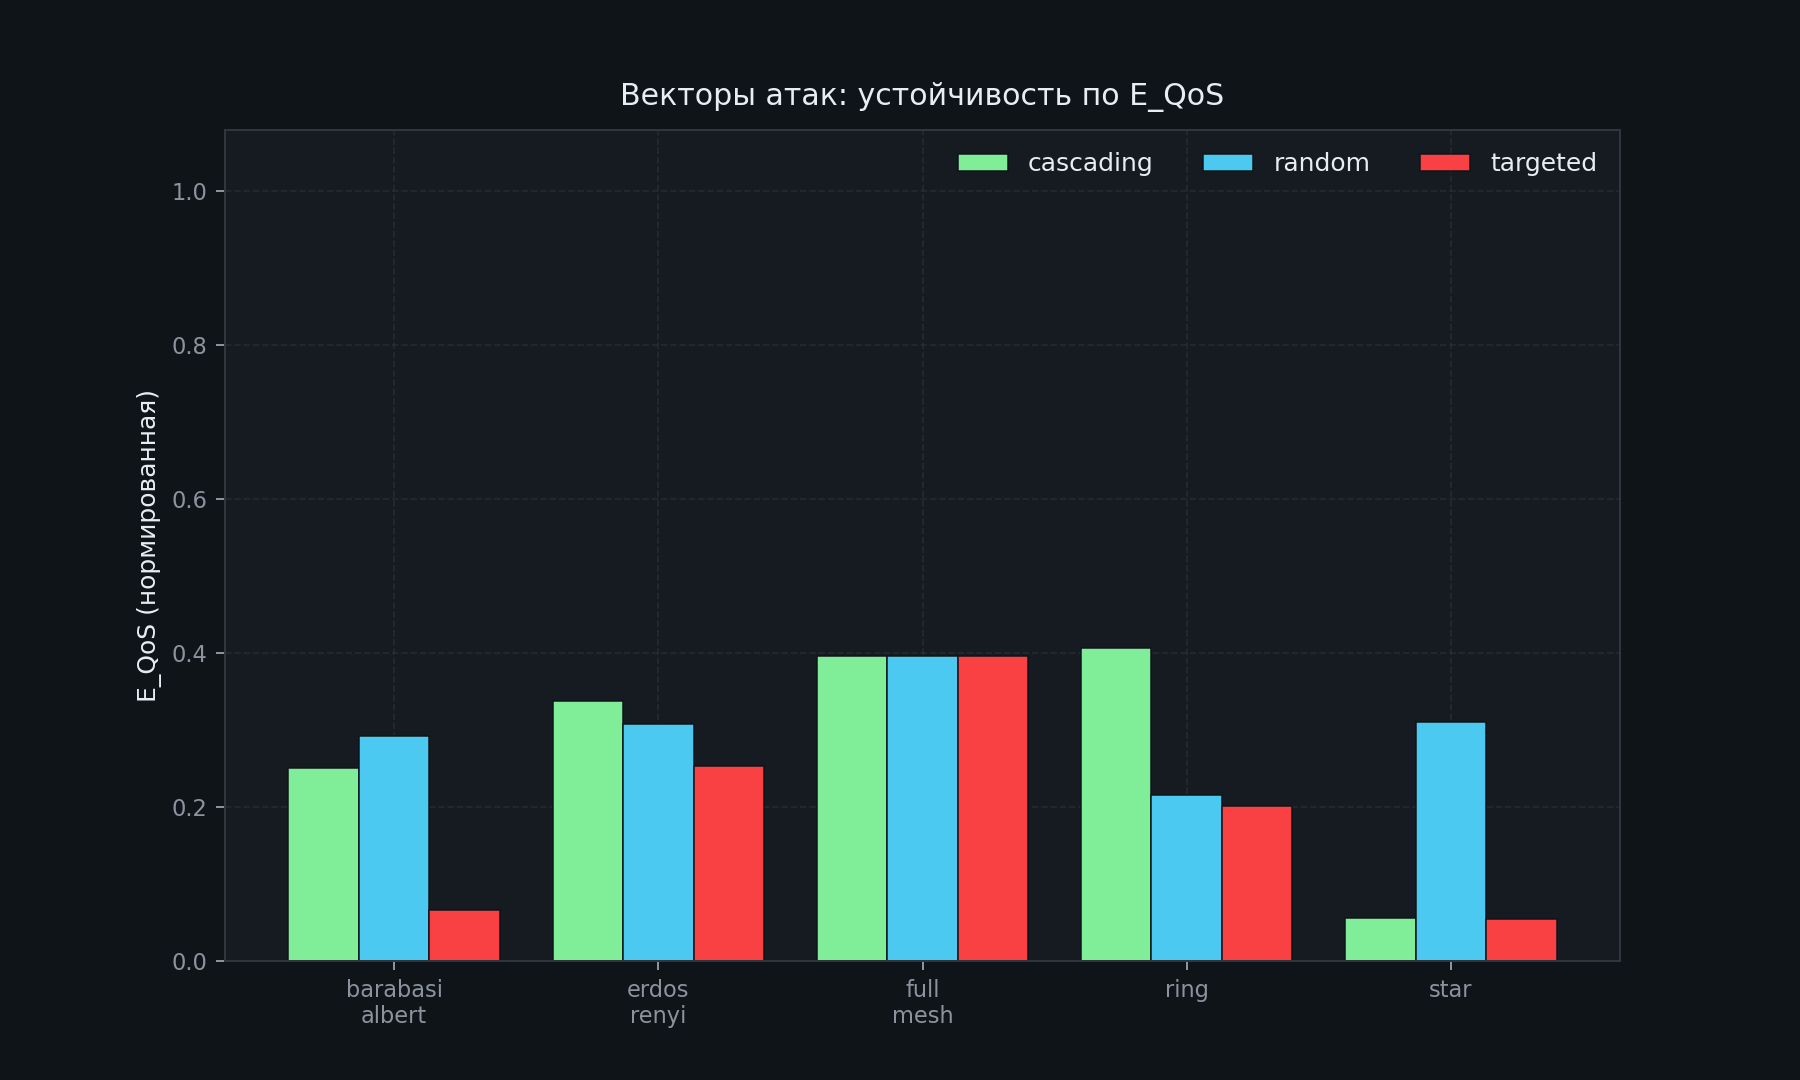 Векторы атак: устойчивость по E_QoS
cascading random targeted
E_QoS (нормированная)
1.0
0.8
0.6
0.4
0.2
0.0
barabasi
albert
erdos
renyi
full
mesh
ring
star